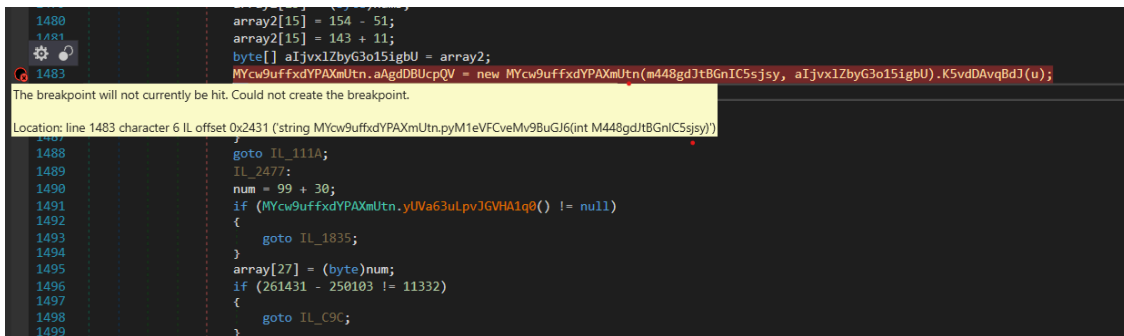 1480 array2[15] = 154 - 51;
1481 array2[15] = 143 + 11;
byte[] aIjvxlZbyG3o15igbU = array2;
1483 MYcw9uffxdYPAXmUtn.aAgdDBUcpQV = new MYcw9uffxdYPAXmUtn(m448gdJtBGnIC5sjsy, aIjvxlZbyG3o15igbU).K5vdDAvqBdJ(u);
The breakpoint will not currently be hit. Could not create the breakpoint.
Location: line 1483 character 6 IL offset 0x2431 ('string MYcw9uffxdYPAXmUtn.pyM1eVFCveMv9BuGJ6(int M448gdJtBGnIC5sjsy)')
}
1488 goto IL_111A;
1489 IL_2477:
1490 num = 99 + 30;
1491 if (MYcw9uffxdYPAXmUtn.yUVa63uLpvJGVHA1q0() != null)
1492 {
1493 goto IL_1835;
1494 }
1495 array[27] = (byte)num;
1496 if (261431 - 250103 != 11332)
1497 {
1498 goto IL_C9C;
1499 }